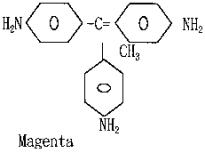 H₂N -C= NH₂
CH₃
NH₂
Magenta